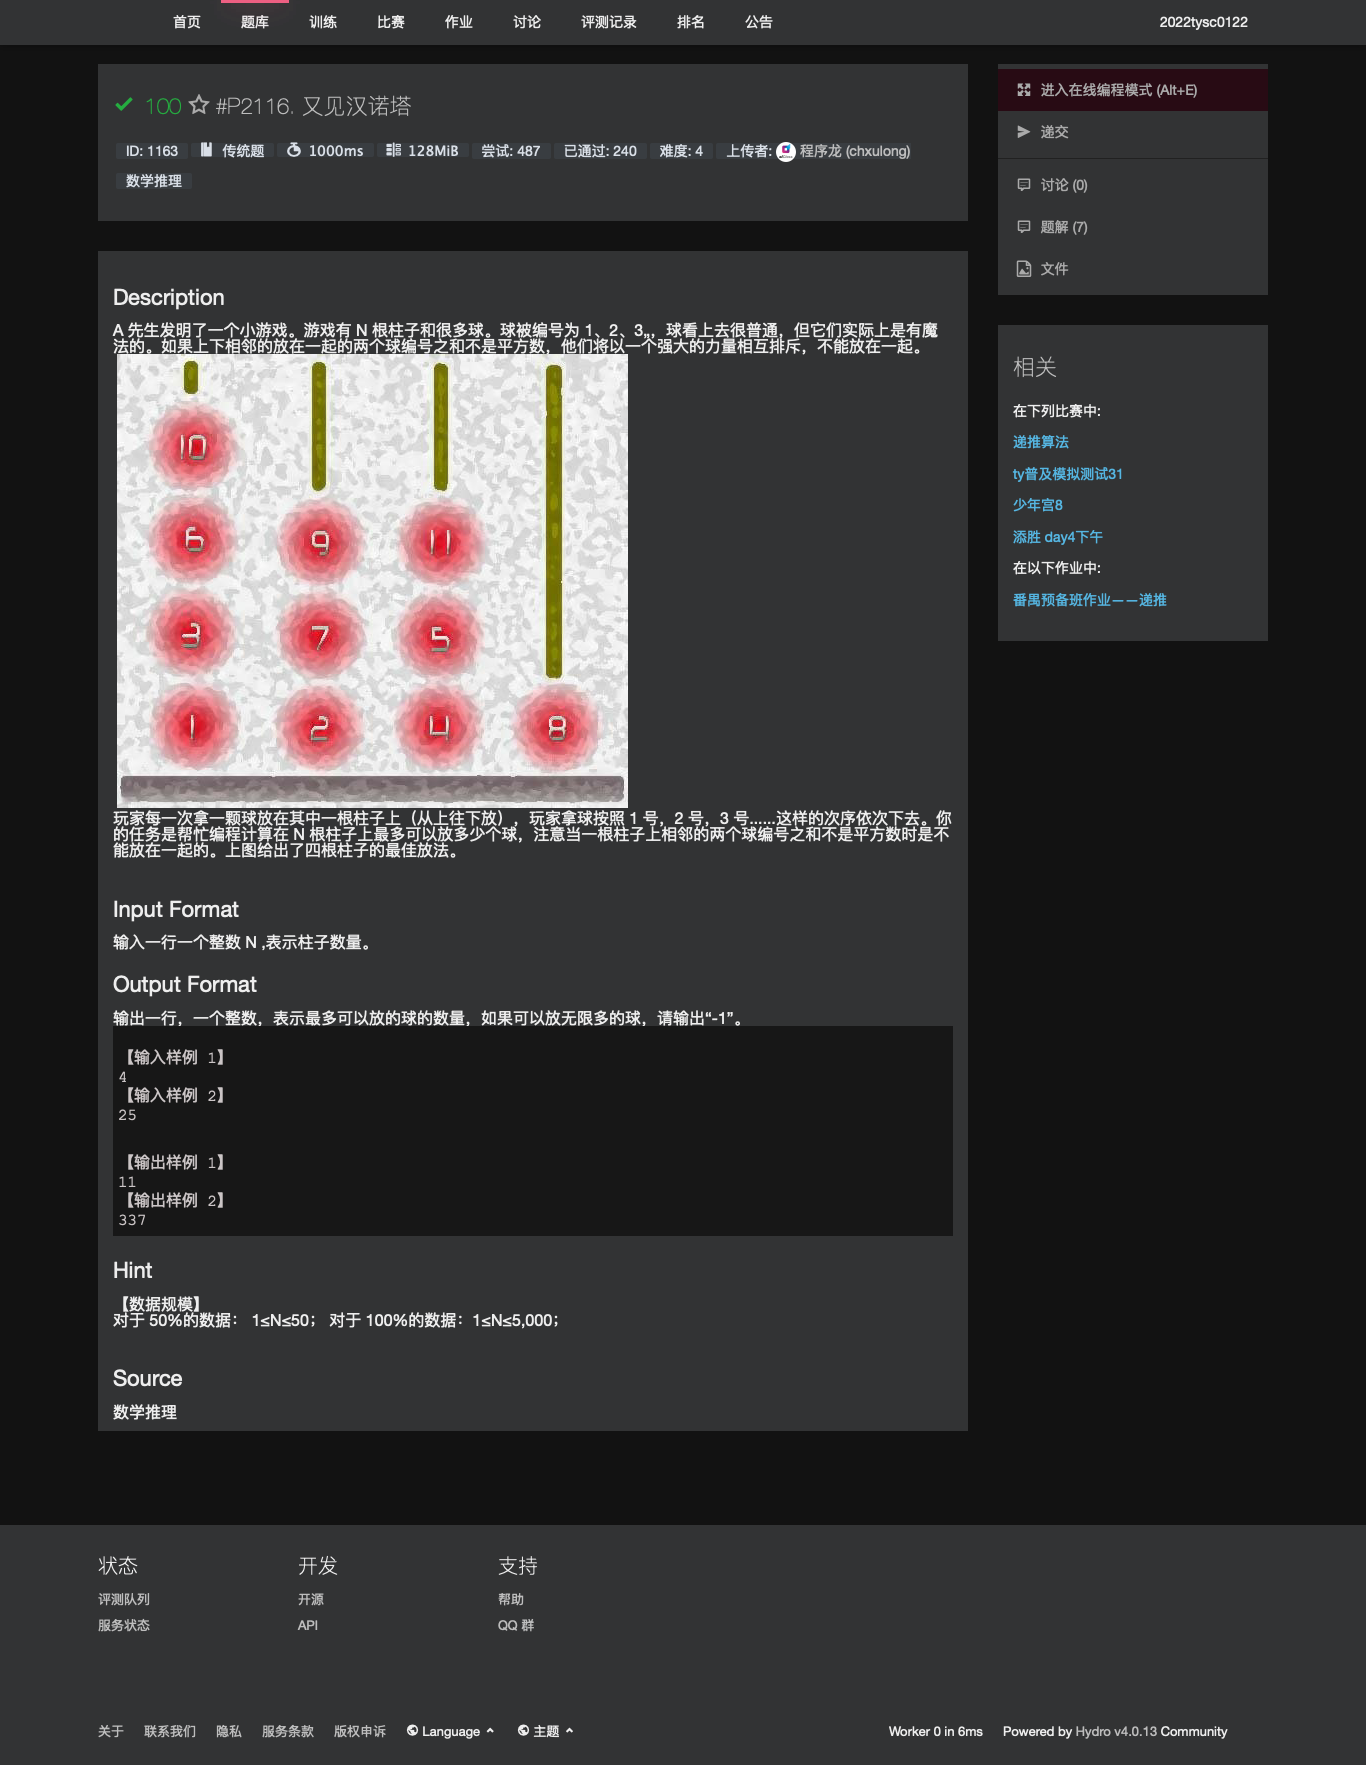 首页 题库 训练 比赛 作业 讨论 评测记录 排名 公告 2022tysc0122
100 #P2116. 又见汉诺塔
ID: 1163 传统题 1000ms 128MiB 尝试: 487 已通过: 240 难度: 4 上传者: 程序龙 (chxulong)
数学推理
Description
A 先生发明了一个小游戏。游戏有 N 根柱子和很多球。球被编号为 1、2、3,,，球看上去很普通，但它们实际上是有魔
法的。如果上下相邻的放在一起的两个球编号之和不是平方数，他们将以一个强大的力量相互排斥，不能放在一起。
10
6 9 11
3 7 5
1 2 4 8
玩家每一次拿一颗球放在其中一根柱子上（从上往下放），玩家拿球按照 1 号，2 号，3 号......这样的次序依次下去。你
的任务是帮忙编程计算在 N 根柱子上最多可以放多少个球，注意当一根柱子上相邻的两个球编号之和不是平方数时是不
能放在一起的。上图给出了四根柱子的最佳放法。
Input Format
输入一行一个整数 N ,表示柱子数量。
Output Format
输出一行，一个整数，表示最多可以放的球的数量，如果可以放无限多的球，请输出“-1”。
【输入样例 1】
4
【输入样例 2】
25
【输出样例 1】
11
【输出样例 2】
337
Hint
【数据规模】
对于 50%的数据： 1≤N≤50； 对于 100%的数据：1≤N≤5,000；
Source
数学推理
进入在线编程模式 (Alt+E)
递交
讨论 (0)
题解 (7)
文件
相关
在下列比赛中:
递推算法
ty普及模拟测试31
少年宫8
添胜 day4下午
在以下作业中:
番禺预备班作业——递推
状态 开发 支持
评测队列 开源 帮助
服务状态 API QQ 群
关于 联系我们 隐私 服务条款 版权申诉 Language 主题 Worker 0 in 6ms Powered by Hydro v4.0.13 Community